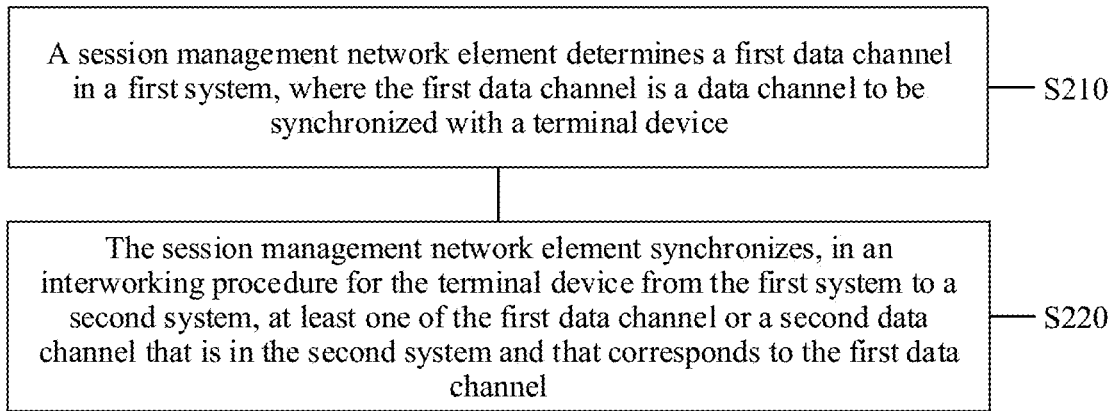 A session management network element determines a first data channel
in a first system, where the first data channel is a data channel to be
synchronized with a terminal device
S210
The session management network element synchronizes, in an
interworking procedure for the terminal device from the first system to a
second system, at least one of the first data channel or a second data
channel that is in the second system and that corresponds to the first data
channel
S220